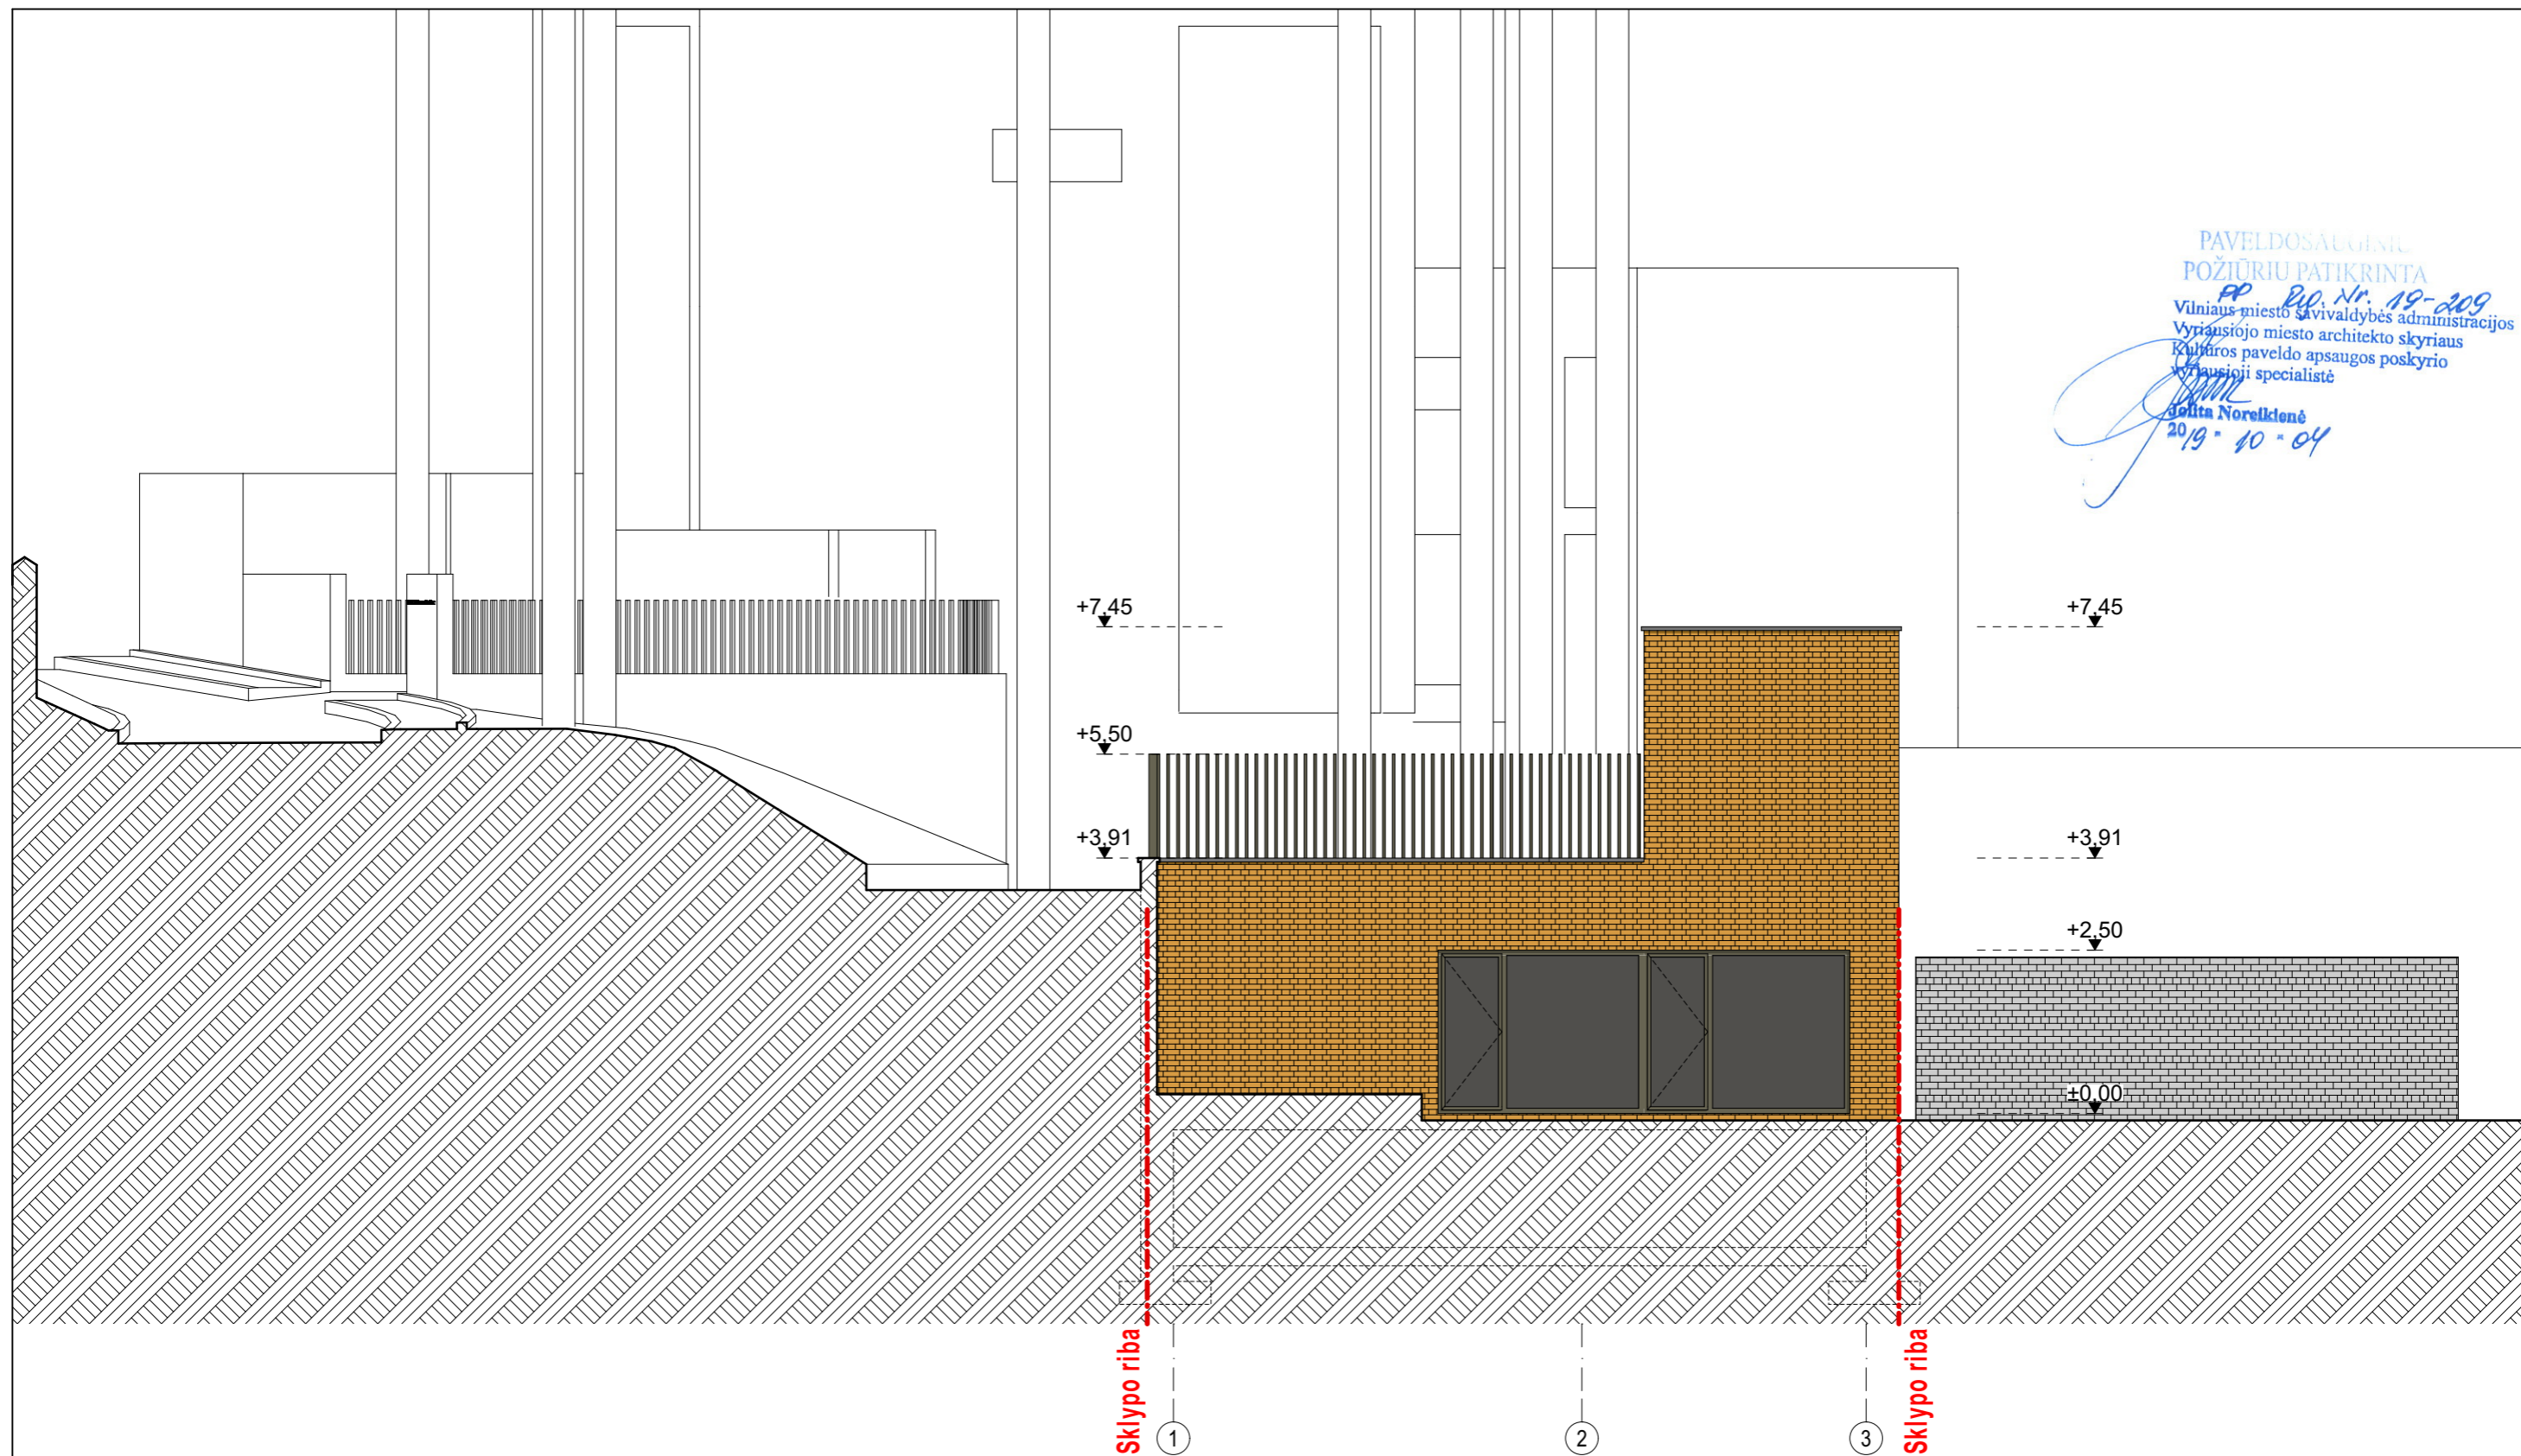 PAVELDOSAUGINIU
POŽIŪRIU PATIKRINTA
PP Reg. Nr. 19-209
Vilniaus miesto savivaldybės administracijos
Vyriausiojo miesto architekto skyriaus
Kultūros paveldo apsaugos poskyrio
vyriausioji specialistė
Jolita Noreikienė
2019-10-04
+7,45
+7,45
+5,50
+3,91
+3,91
+2,50
±0,00
Sklypo riba
Sklypo riba
1
2
3